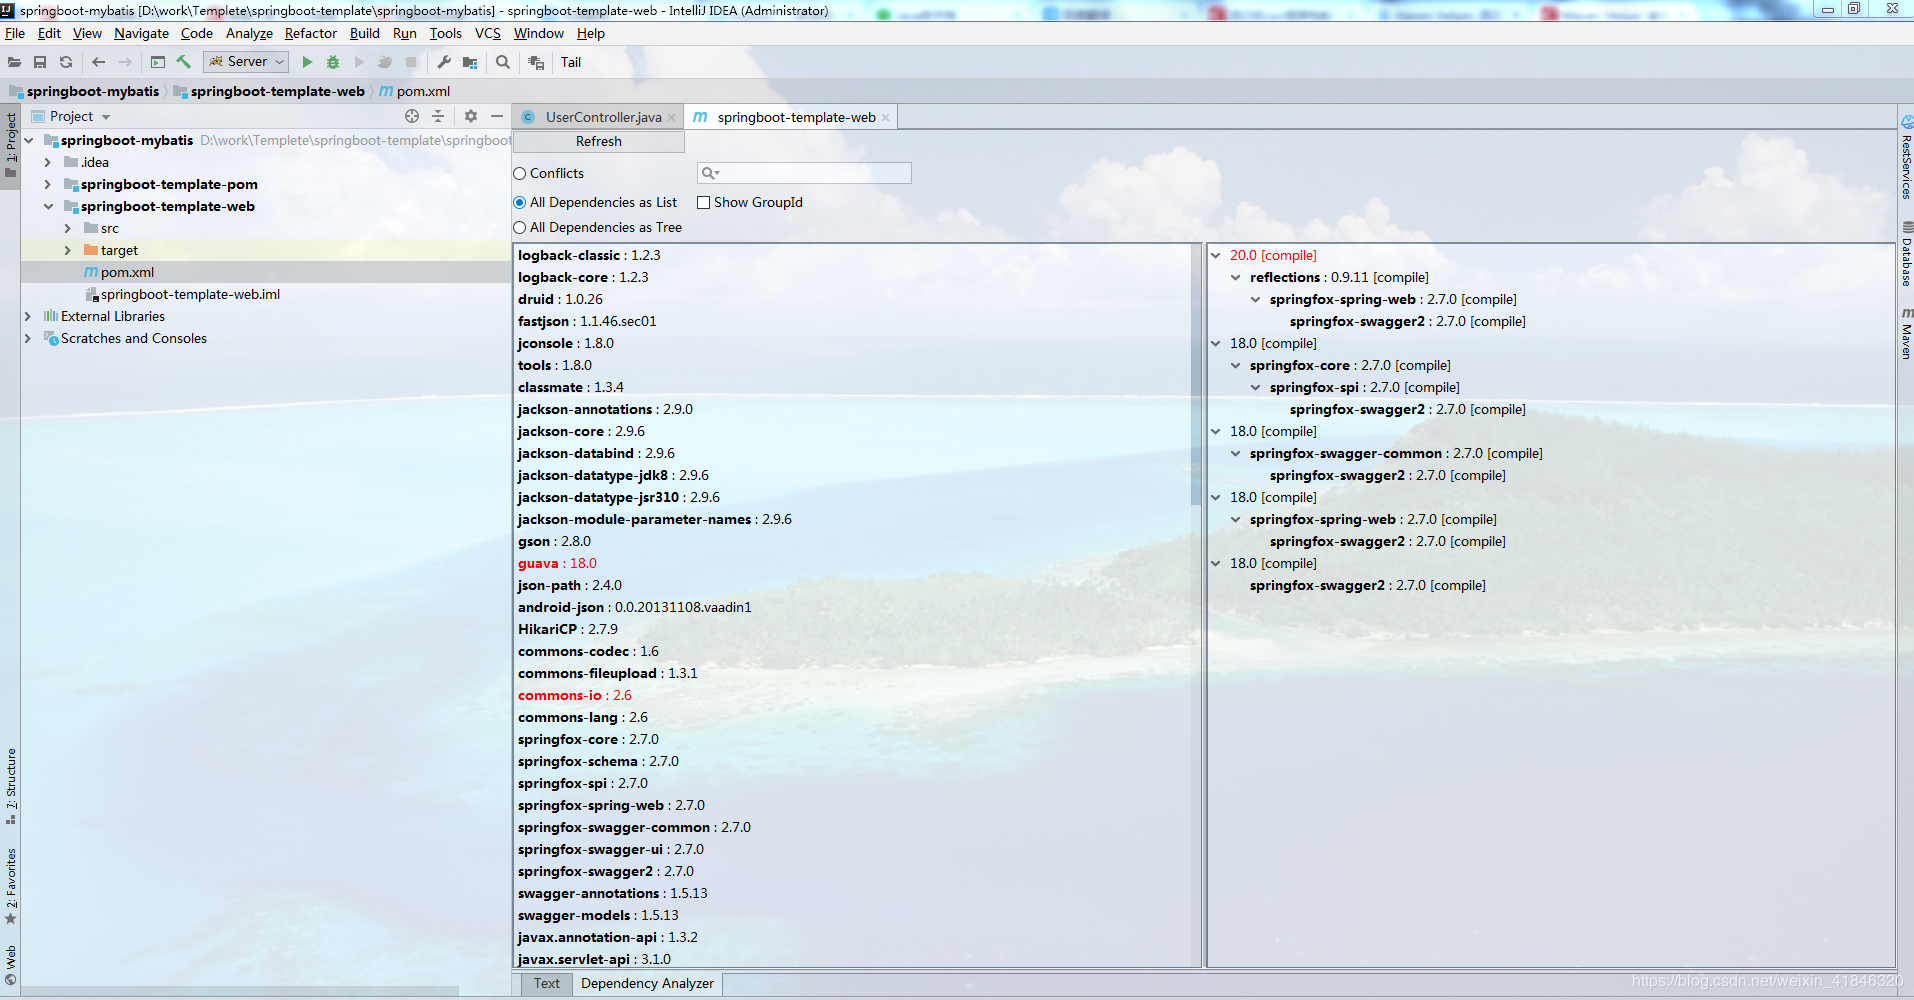 springboot-mybatis [D:\work\Templete\springboot-template\springboot-mybatis] - springboot-template-web - IntelliJ IDEA (Administrator)
File Edit View Navigate Code Analyze Refactor Build Run Tools VCS Window Help
Server Tail
springboot-mybatis springboot-template-web pom.xml
1: Project
7: Structure
2: Favorites
Web
Project
springboot-mybatis D:\work\Templete\springboot-template\springboot
.idea
springboot-template-pom
springboot-template-web
src
target
pom.xml
springboot-template-web.iml
External Libraries
Scratches and Consoles
UserController.java springboot-template-web
Refresh
Conflicts
All Dependencies as List Show GroupId
All Dependencies as Tree
logback-classic : 1.2.3
logback-core : 1.2.3
druid : 1.0.26
fastjson : 1.1.46.sec01
jconsole : 1.8.0
tools : 1.8.0
classmate : 1.3.4
jackson-annotations : 2.9.0
jackson-core : 2.9.6
jackson-databind : 2.9.6
jackson-datatype-jdk8 : 2.9.6
jackson-datatype-jsr310 : 2.9.6
jackson-module-parameter-names : 2.9.6
gson : 2.8.0
guava : 18.0
json-path : 2.4.0
android-json : 0.0.20131108.vaadin1
HikariCP : 2.7.9
commons-codec : 1.6
commons-fileupload : 1.3.1
commons-io : 2.6
commons-lang : 2.6
springfox-core : 2.7.0
springfox-schema : 2.7.0
springfox-spi : 2.7.0
springfox-spring-web : 2.7.0
springfox-swagger-common : 2.7.0
springfox-swagger-ui : 2.7.0
springfox-swagger2 : 2.7.0
swagger-annotations : 1.5.13
swagger-models : 1.5.13
javax.annotation-api : 1.3.2
javax.servlet-api : 3.1.0
20.0 [compile]
reflections : 0.9.11 [compile]
springfox-spring-web : 2.7.0 [compile]
springfox-swagger2 : 2.7.0 [compile]
18.0 [compile]
springfox-core : 2.7.0 [compile]
springfox-spi : 2.7.0 [compile]
springfox-swagger2 : 2.7.0 [compile]
18.0 [compile]
springfox-swagger-common : 2.7.0 [compile]
springfox-swagger2 : 2.7.0 [compile]
18.0 [compile]
springfox-spring-web : 2.7.0 [compile]
springfox-swagger2 : 2.7.0 [compile]
18.0 [compile]
springfox-swagger2 : 2.7.0 [compile]
RestServices
Database
Maven
Text Dependency Analyzer
https://blog.csdn.net/weixin_41846320